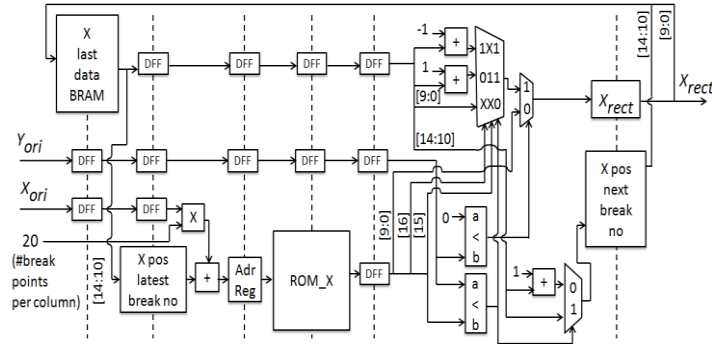 X
last
data
BRAM
DFF DFF DFF DFF
-1 +
1 +
1X1
011
XX0
[9:0]
[14:10]
1
0
X_rect
[14:10]
[9:0]
X_rect
Y_ori
DFF DFF DFF DFF DFF
X_ori
DFF DFF
X
20
(#break
points
per column)
[14:10]
X pos
latest
break no
+
Adr
Reg
ROM_X
DFF
[9:0]
[16]
[15]
0
a
<
b
a
<
b
1 +
0
1
X pos
next
break
no